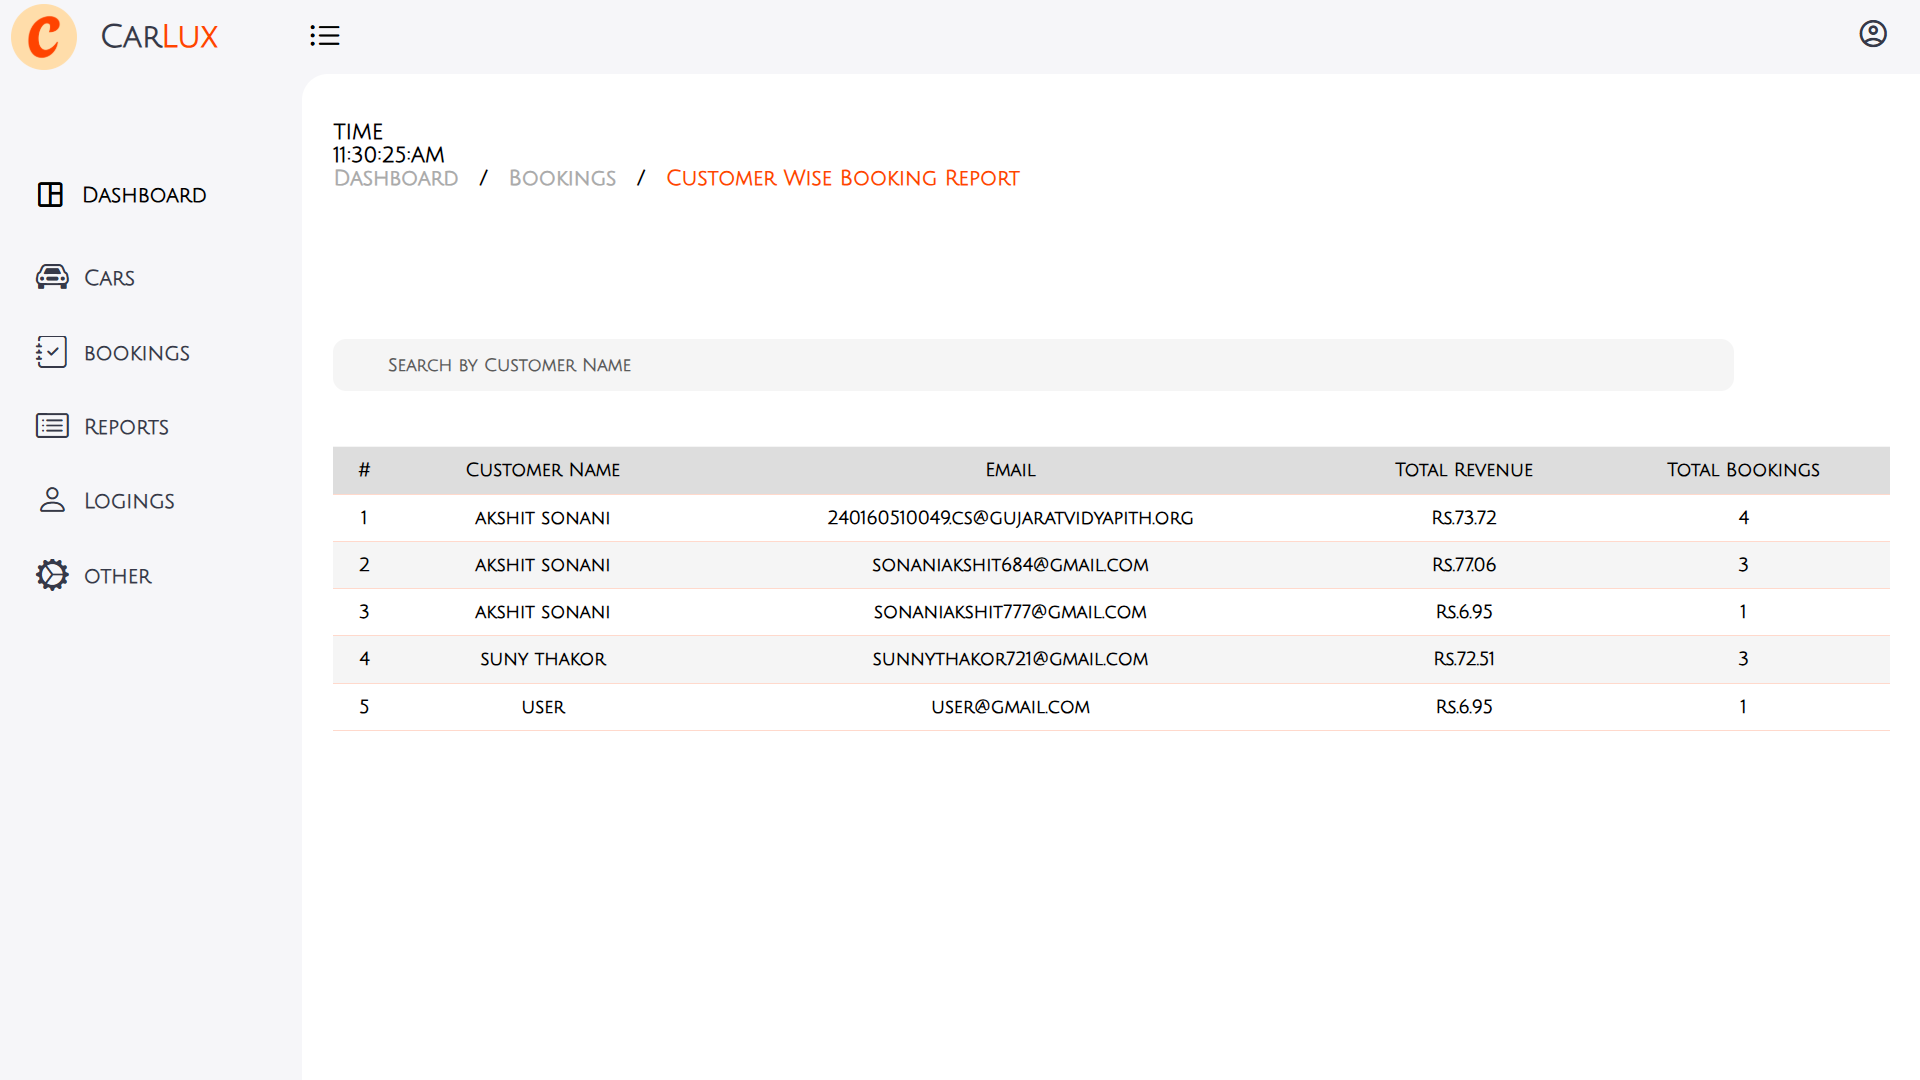 C CarLux
TIME
11:30:25:AM
Dashboard / Bookings / Customer Wise Booking Report
Dashboard
Cars
bookings
Reports
Logings
other
Search by Customer Name
# Customer Name Email Total Revenue Total Bookings
1 akshit sonani 240160510049.cs@gujaratvidyapith.org Rs.73.72 4
2 akshit sonani sonaniakshit684@gmail.com Rs.77.06 3
3 akshit sonani sonaniakshit777@gmail.com Rs.6.95 1
4 suny thakor sunnythakor721@gmail.com Rs.72.51 3
5 user user@gmail.com Rs.6.95 1